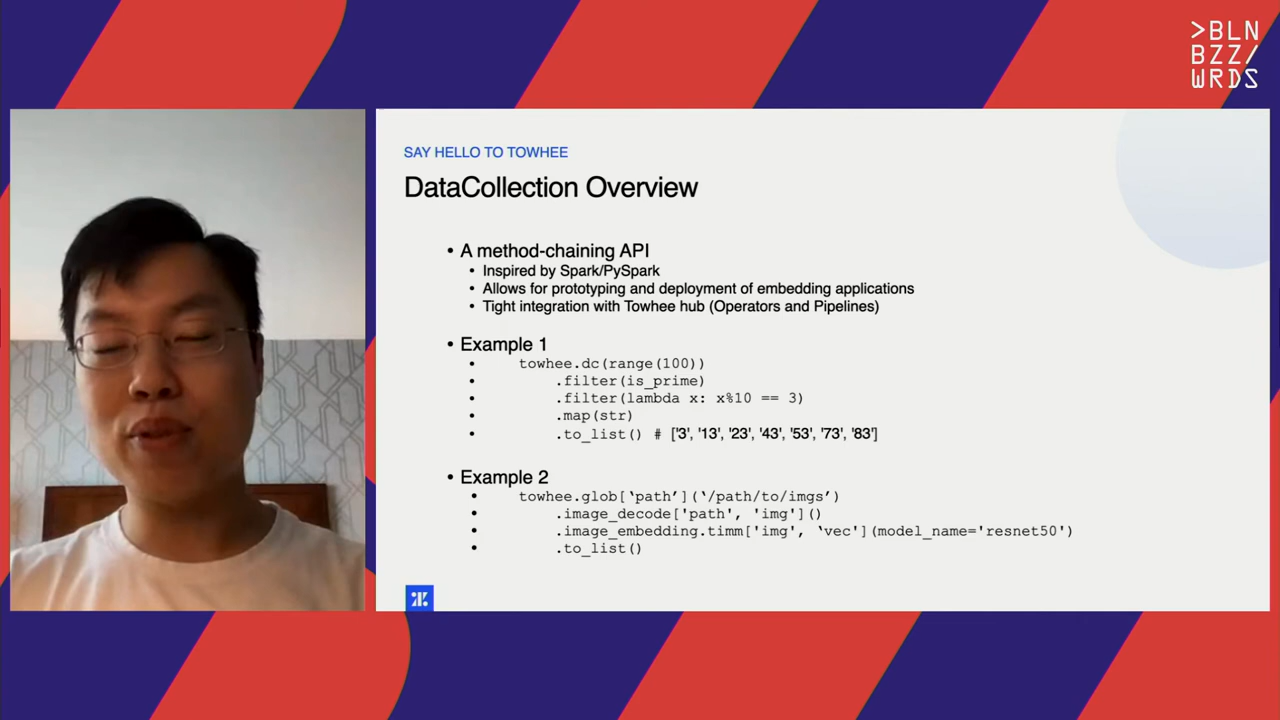 >BLN
BZZ/
WRDS
SAY HELLO TO TOWHEE
DataCollection Overview
• A method-chaining API
• Inspired by Spark/PySpark
• Allows for prototyping and deployment of embedding applications
• Tight integration with Towhee hub (Operators and Pipelines)
• Example 1
• towhee.dc(range(100))
• .filter(is_prime)
• .filter(lambda x: x%10 == 3)
• .map(str)
• .to_list() # ['3', '13', '23', '43', '53', '73', '83']
• Example 2
• towhee.glob[‘path’](‘/path/to/imgs’)
• .image_decode['path', 'img']()
• .image_embedding.timm['img', ‘vec'](model_name='resnet50')
• .to_list()